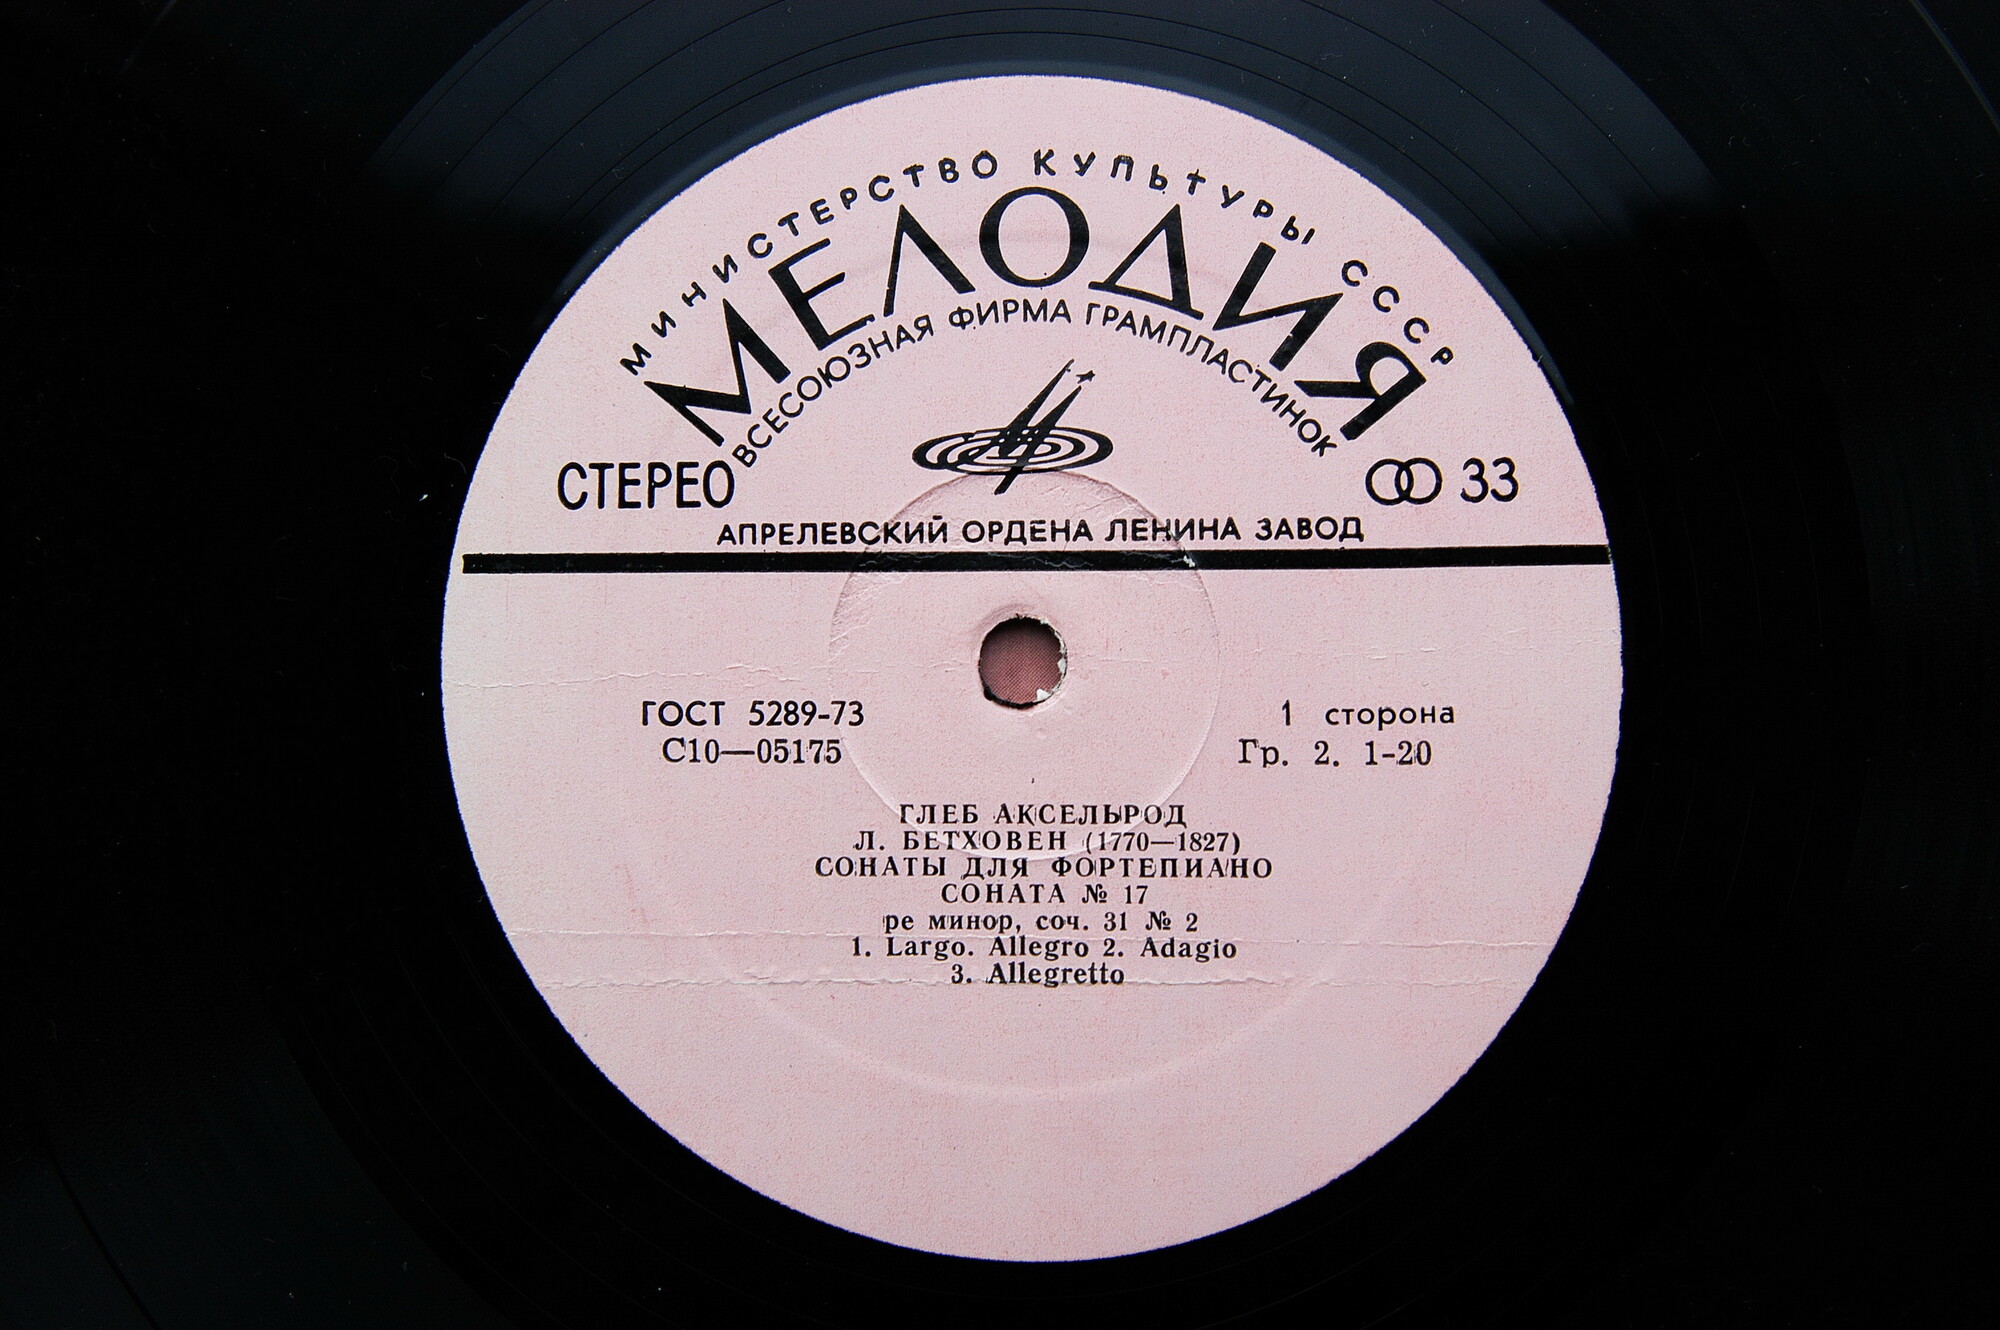 МИНИСТЕРСТВО КУЛЬТУРЫ СССР
МЕЛОДИЯ
ВСЕСОЮЗНАЯ ФИРМА ГРАМПЛАСТИНОК
СТЕРЕО 33
АПРЕЛЕВСКИЙ ОРДЕНА ЛЕНИНА ЗАВОД
ГОСТ 5289-73 1 сторона
С10—05175 Гр. 2. 1-20
ГЛЕБ АКСЕЛЬРОД
Л. БЕТХОВЕН (1770—1827)
СОНАТЫ ДЛЯ ФОРТЕПИАНО
СОНАТА № 17
ре минор, соч. 31 № 2
1. Largo. Allegro 2. Adagio
3. Allegretto